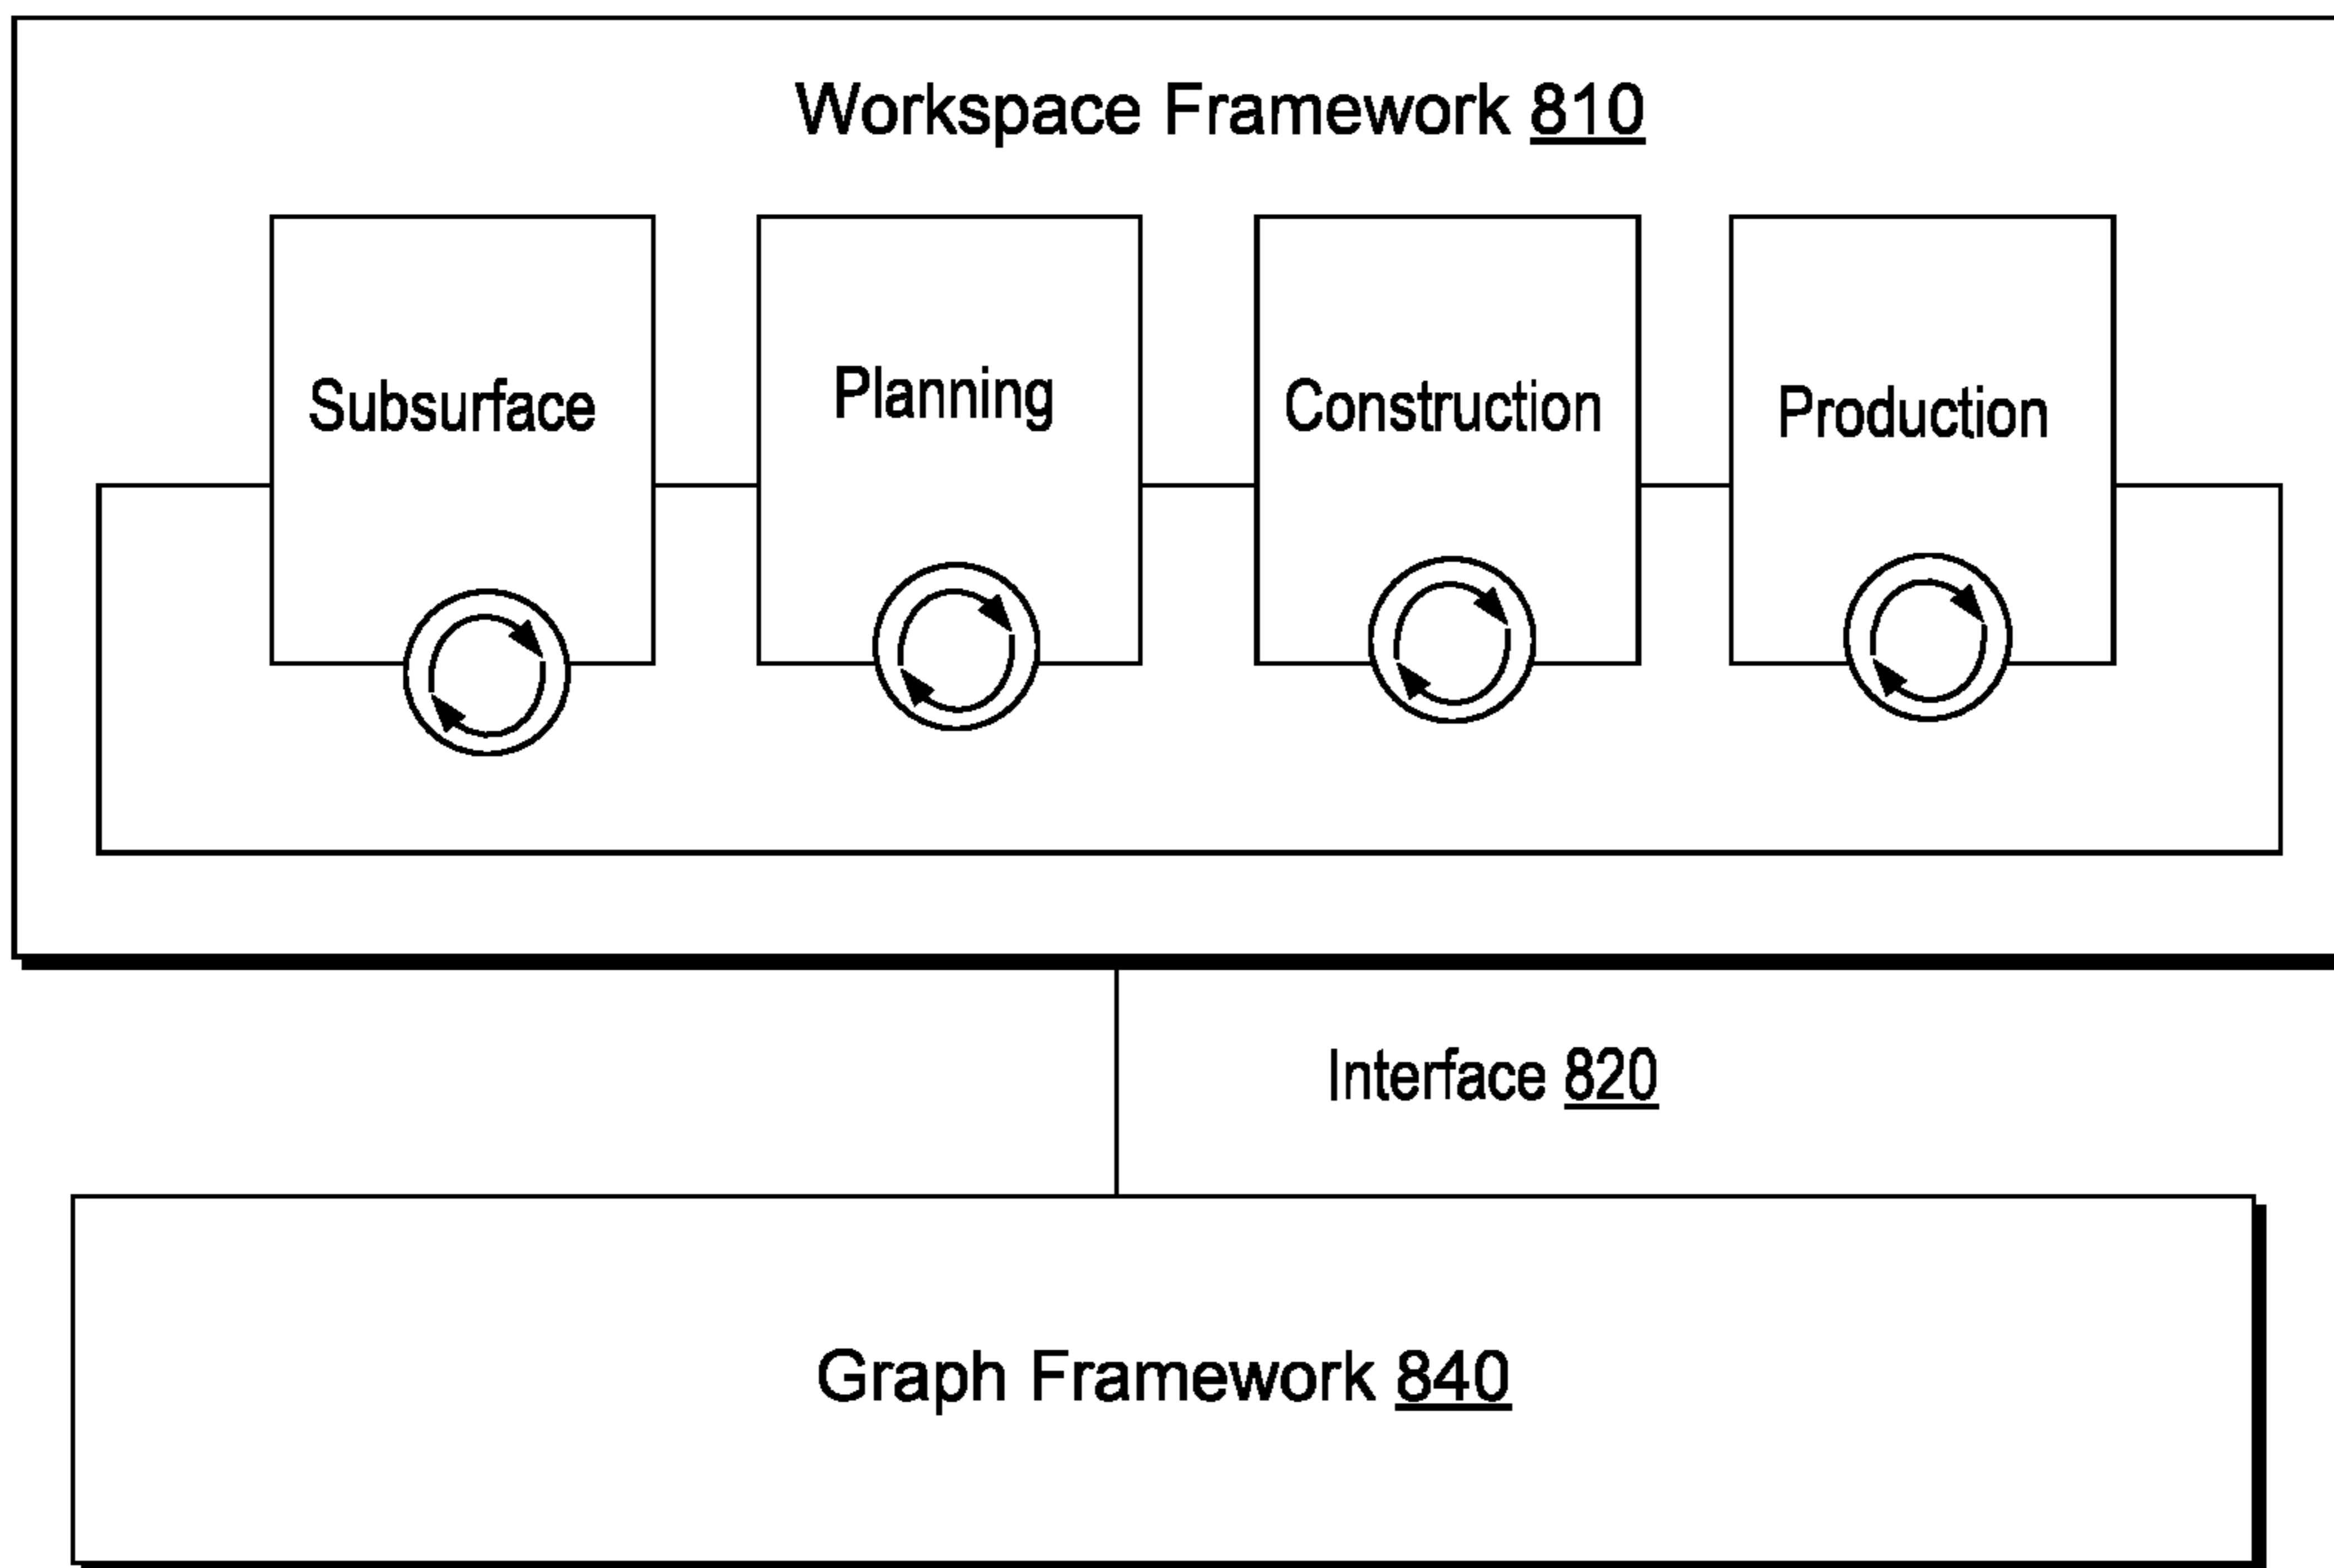 Workspace Framework 810
Subsurface
Planning
Construction
Production
Interface 820
Graph Framework 840